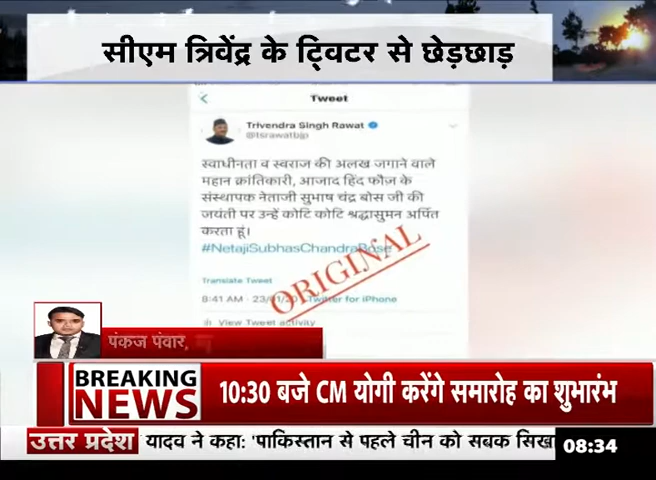 सीएम त्रिवेंद्र के ट्विटर से छेड़छाड़
Tweet
Trivendra Singh Rawat
@tsrawatbjp
स्वाधीनता व स्वराज की अलख जगाने वाले
महान क्रांतिकारी, आजाद हिंद फौज के
संस्थापक नेताजी सुभाष चंद्र बोस जी की
जयंती पर उन्हें कोटि कोटि श्रद्धासुमन अर्पित
करता हूं।
#NetajiSubhasChandraBose
ORIGINAL
Translate Tweet
8:41 AM · 23/01/20 Twitter for iPhone
View Tweet activity
पंकज पंवार,
BREAKING NEWS
10:30 बजे CM योगी करेंगे समारोह का शुभारंभ
उत्तर प्रदेश यादव ने कहा: 'पाकिस्तान से पहले चीन को सबक सिखा 08:34